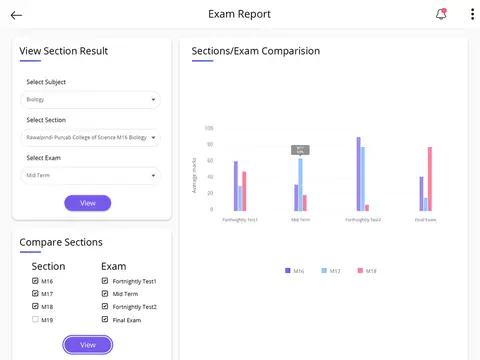 Exam Report
View Section Result
Select Subject
Biology
Select Section
Rawalpindi Punjab College of Science M16 Biology
Select Exam
Mid Term
View
Compare Sections
Section
Exam
M16
Fortnightly Test1
M17
Mid Term
M18
Fortnightly Test2
M19
Final Exam
View
Sections/Exam Comparision
Average marks
100
80
60
40
20
0
Fortnightly Test1
Mid Term
Fortnightly Test2
Final Exam
M16
M17
M18